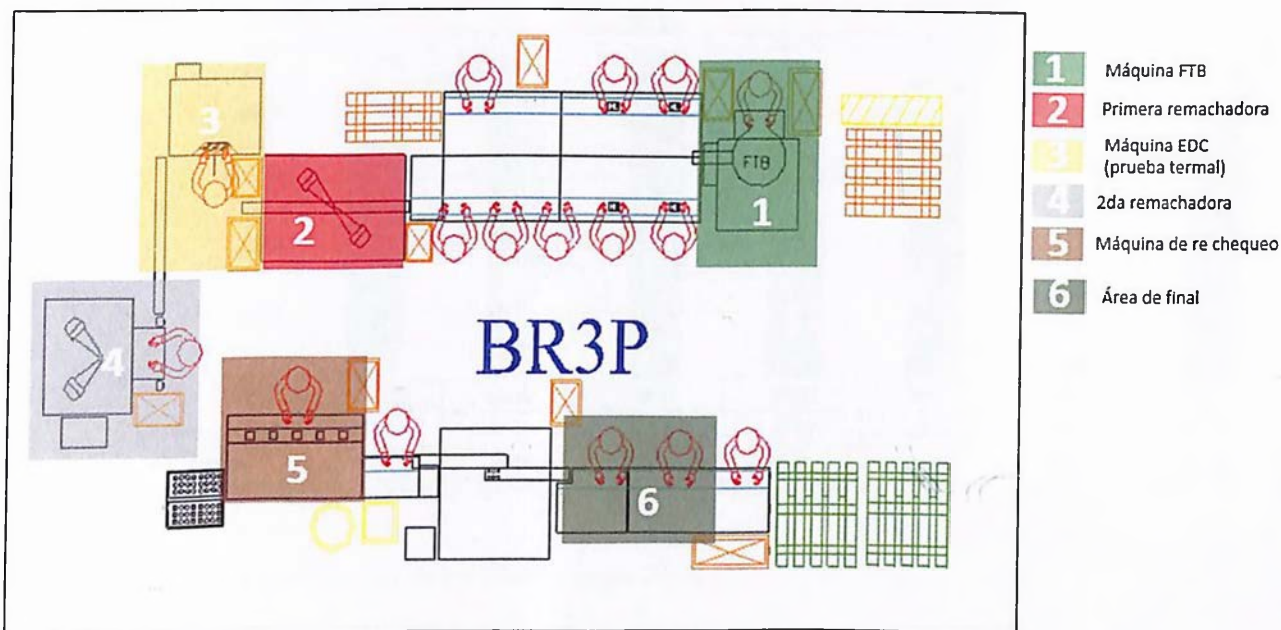 3
2
FTB
1
4
BR3P
5
6
1 Máquina FTB
2 Primera remachadora
3 Máquina EDC
(prueba termal)
4 2da remachadora
5 Máquina de re chequeo
6 Área de final